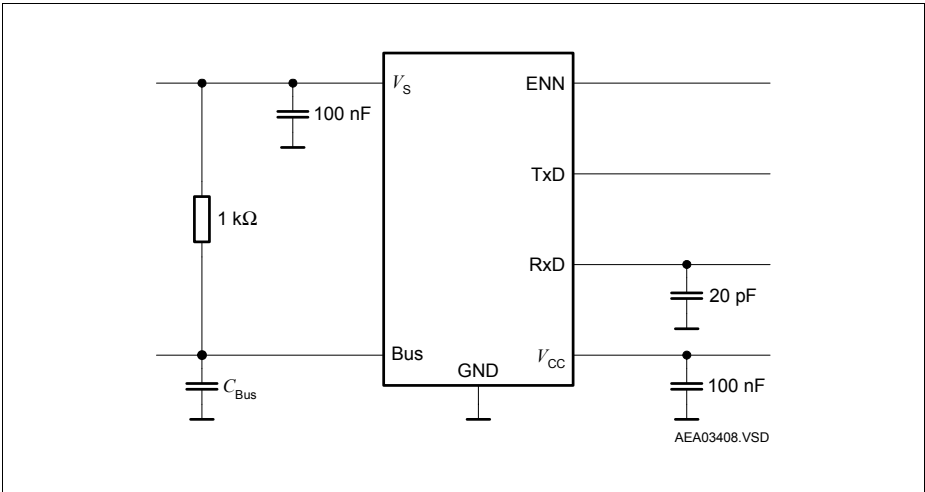 V_S
ENN
100 nF
TxD
1 kΩ
RxD
20 pF
Bus
V_CC
GND
C_Bus
100 nF
AEA03408.VSD